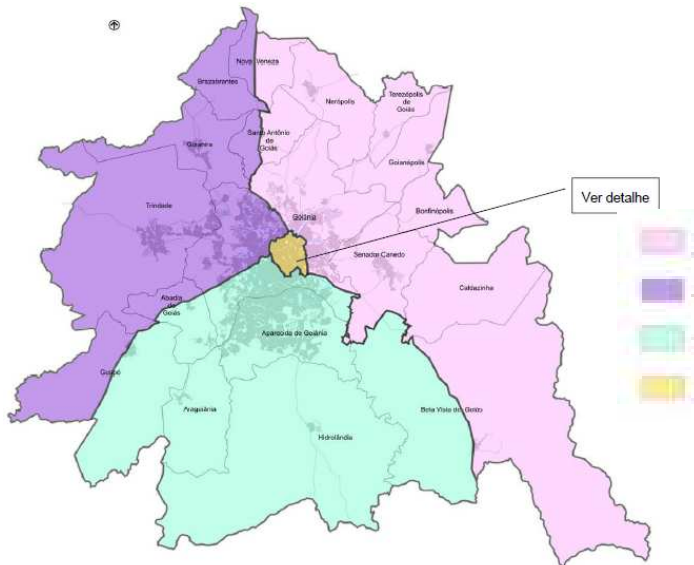 Nova Veneza
Brazabrantes
Nerópolis
Terezópolis
de
Goiás
Santo Antônio
de
Goiás
Goianira
Goianápolis
Trindade
Goiânia
Bonfinópolis
Ver detalhe
Senador Canedo
Caldazinha
Abadia
de
Goiás
Aparecida de Goiânia
Guapó
Aragoiânia
Bela Vista de Goiás
Hidrolândia